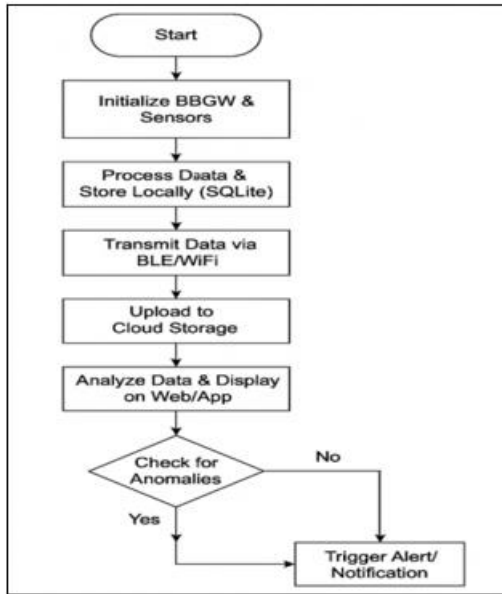 Start
Initialize BBGW &
Sensors
Process Daata &
Store Locally (SQLite)
Transmit Data via
BLE/WiFi
Upload to
Cloud Storage
Analyze Data & Display
on Web/App
Check for
Anomalies
No
Yes
Trigger Alert/
Notification